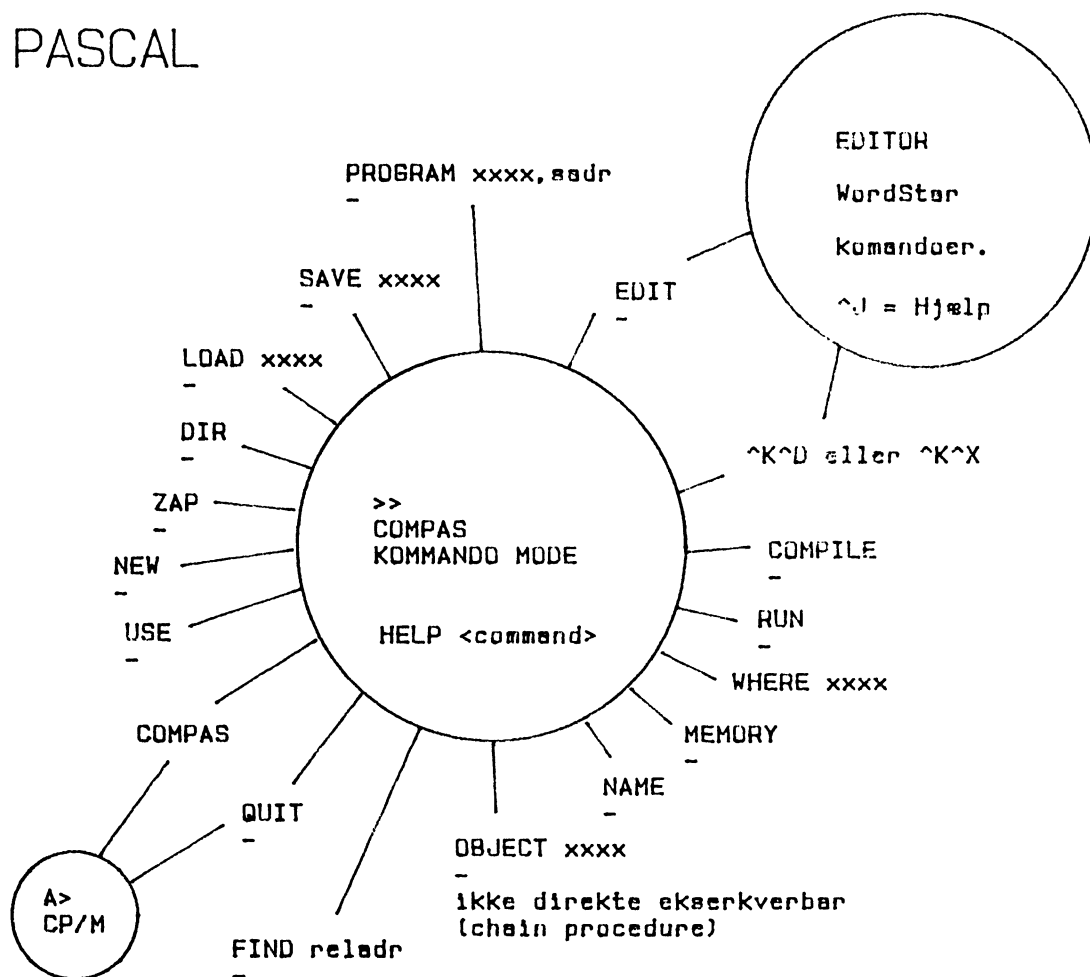 PASCAL
EDITOR
WordStar
komandoer.
^J = Hjælp
PROGRAM xxxx,sadr
SAVE xxxx
EDIT
LOAD xxxx
DIR
^K^D eller ^K^X
ZAP
>>
COMPAS
KOMMANDO MODE
COMPILE
NEW
RUN
USE
HELP <command>
WHERE xxxx
COMPAS
MEMORY
NAME
QUIT
OBJECT xxxx
ikke direkte ekserkverbar
(chain procedure)
A>
CP/M
FIND reladr